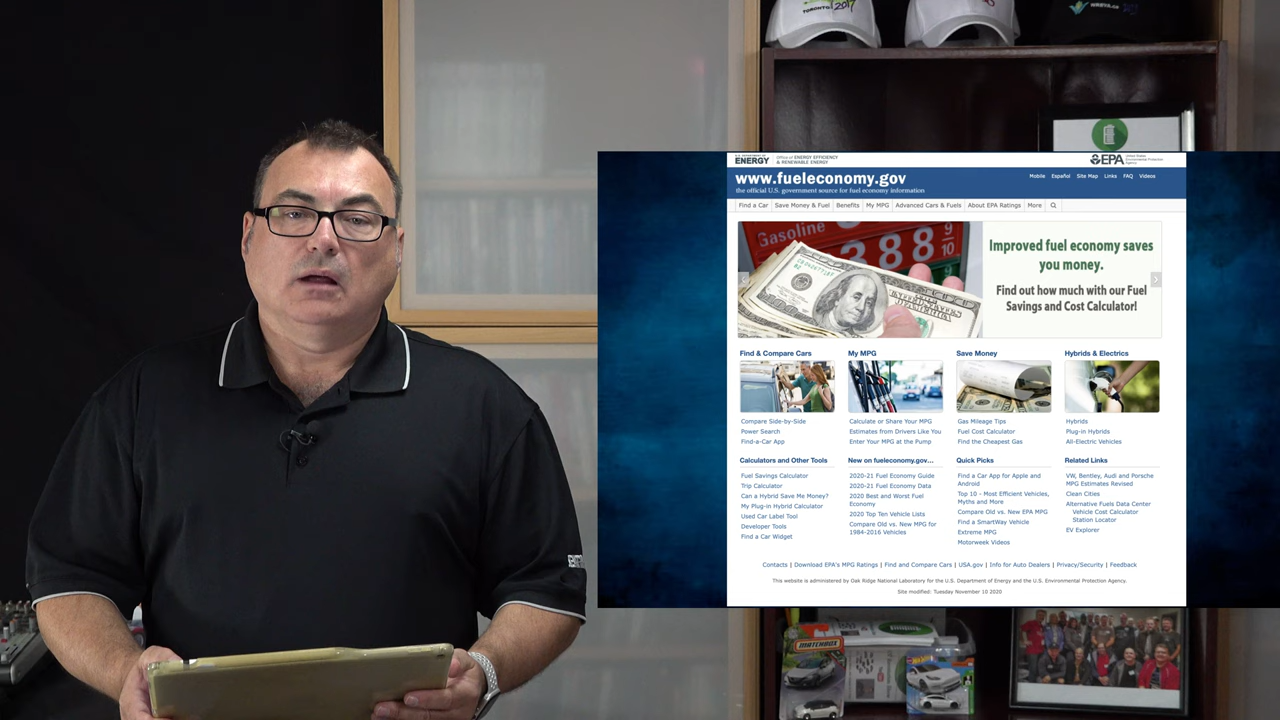 TORONTO 2017
U.S. DEPARTMENT OF
ENERGY
Office of ENERGY EFFICIENCY
& RENEWABLE ENERGY
EPA
United States
Environmental Protection
Agency
www.fueleconomy.gov
the official U.S. government source for fuel economy information
Mobile Español Site Map Links FAQ Videos
Find a Car Save Money & Fuel Benefits My MPG Advanced Cars & Fuels About EPA Ratings More
Gasoline
3 8 8 9/10
Improved fuel economy saves
you money.
Find out how much with our Fuel
Savings and Cost Calculator!
Find & Compare Cars
Compare Side-by-Side
Power Search
Find-a-Car App
My MPG
Calculate or Share Your MPG
Estimates from Drivers Like You
Enter Your MPG at the Pump
Save Money
Gas Mileage Tips
Fuel Cost Calculator
Find the Cheapest Gas
Hybrids & Electrics
Hybrids
Plug-in Hybrids
All-Electric Vehicles
Calculators and Other Tools
Fuel Savings Calculator
Trip Calculator
Can a Hybrid Save Me Money?
My Plug-in Hybrid Calculator
Used Car Label Tool
Developer Tools
Find a Car Widget
New on fueleconomy.gov...
2020-21 Fuel Economy Guide
2020-21 Fuel Economy Data
2020 Best and Worst Fuel
Economy
2020 Top Ten Vehicle Lists
Compare Old vs. New MPG for
1984-2016 Vehicles
Quick Picks
Find a Car App for Apple and
Android
Top 10 - Most Efficient Vehicles,
Myths and More
Compare Old vs. New EPA MPG
Find a SmartWay Vehicle
Extreme MPG
Motorweek Videos
Related Links
VW, Bentley, Audi and Porsche
MPG Estimates Revised
Clean Cities
Alternative Fuels Data Center
Vehicle Cost Calculator
Station Locator
EV Explorer
Contacts | Download EPA's MPG Ratings | Find and Compare Cars | USA.gov | Info for Auto Dealers | Privacy/Security | Feedback
This website is administered by Oak Ridge National Laboratory for the U.S. Department of Energy and the U.S. Environmental Protection Agency.
Site modified: Tuesday November 10 2020
MATCHBOX